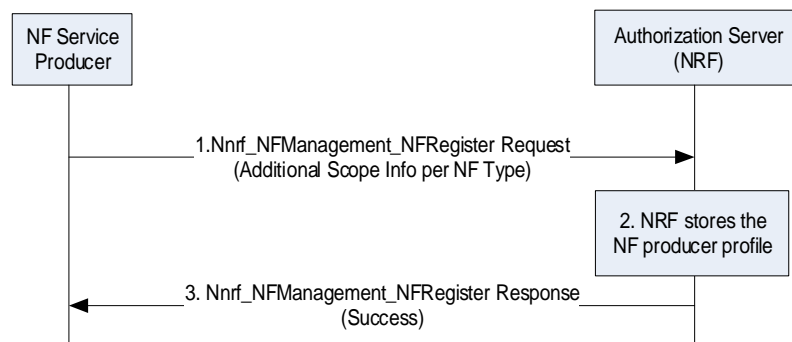 NF Service
Producer
Authorization Server
(NRF)
1.Nnrf_NFManagement_NFRegister Request
(Additional Scope Info per NF Type)
2. NRF stores the
NF producer profile
3. Nnrf_NFManagement_NFRegister Response
(Success)